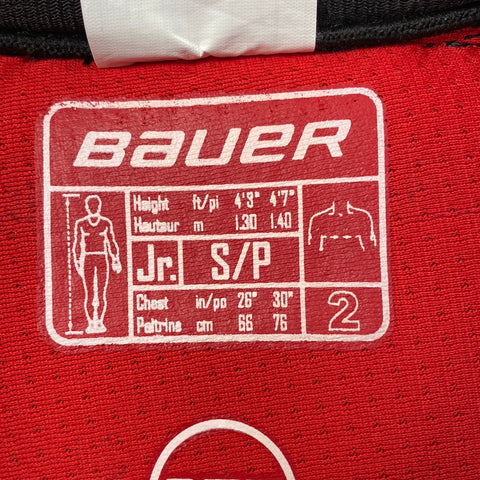 BAUER
Height ft/pi 4'3" 4'7"
Hauteur m 1.30 1.40
Jr. S/P
Chest in/po 26" 30"
Poitrine cm 66 76
2